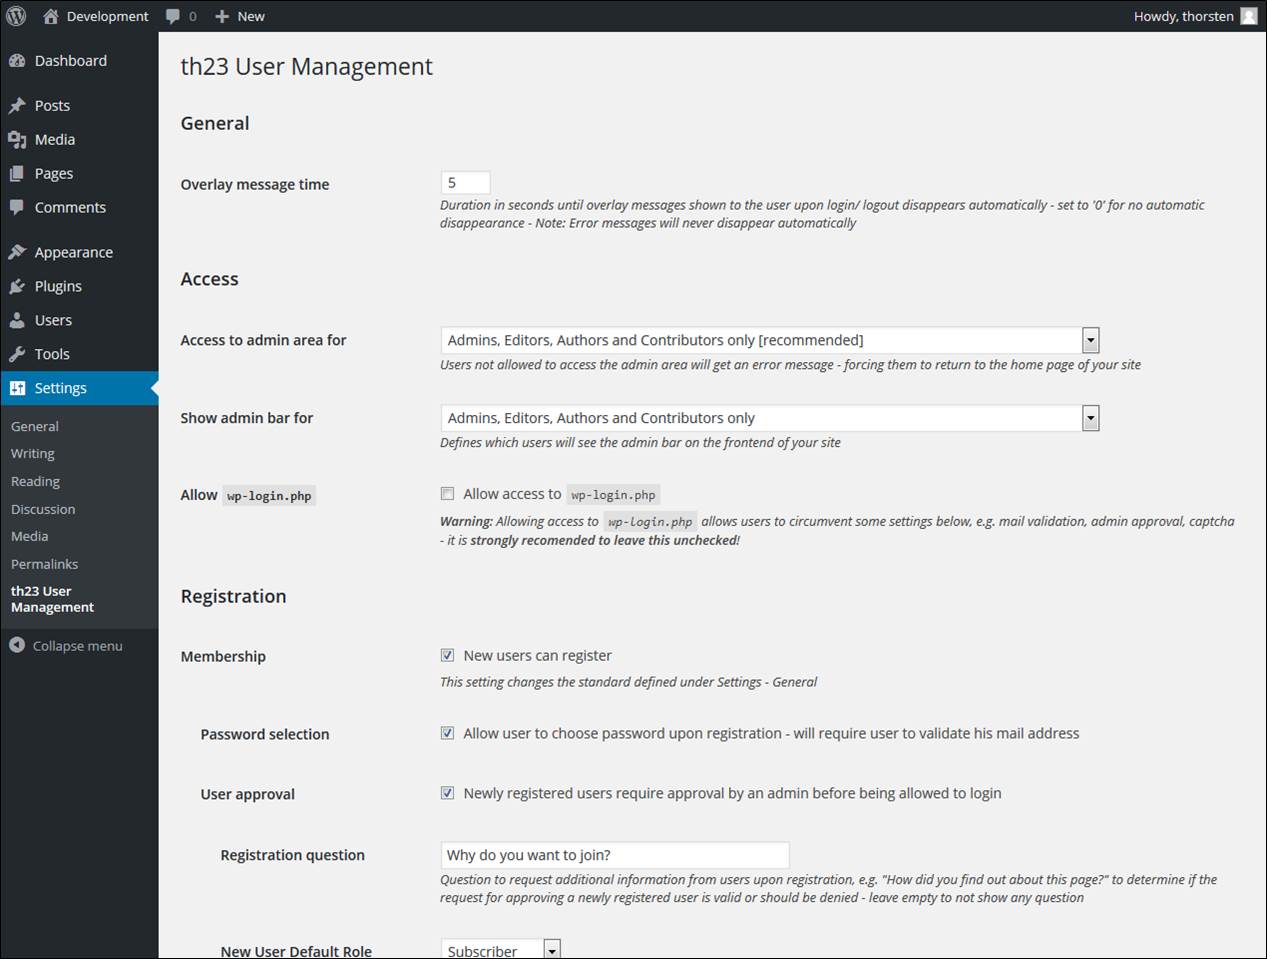 Development 0 New Howdy, thorsten
Dashboard
Posts
Media
Pages
Comments
Appearance
Plugins
Users
Tools
Settings
General
Writing
Reading
Discussion
Media
Permalinks
th23 User
Management
Collapse menu
th23 User Management
General
Overlay message time 5
Duration in seconds until overlay messages shown to the user upon login/ logout disappears automatically - set to '0' for no automatic
disappearance - Note: Error messages will never disappear automatically
Access
Access to admin area for Admins, Editors, Authors and Contributors only [recommended]
Users not allowed to access the admin area will get an error message - forcing them to return to the home page of your site
Show admin bar for Admins, Editors, Authors and Contributors only
Defines which users will see the admin bar on the frontend of your site
Allow wp-login.php Allow access to wp-login.php
Warning: Allowing access to wp-login.php allows users to circumvent some settings below, e.g. mail validation, admin approval, captcha
- it is strongly recomended to leave this unchecked!
Registration
Membership New users can register
This setting changes the standard defined under Settings - General
Password selection Allow user to choose password upon registration - will require user to validate his mail address
User approval Newly registered users require approval by an admin before being allowed to login
Registration question Why do you want to join?
Question to request additional information from users upon registration, e.g. "How did you find out about this page?" to determine if the
request for approving a newly registered user is valid or should be denied - leave empty to not show any question
New User Default Role Subscriber